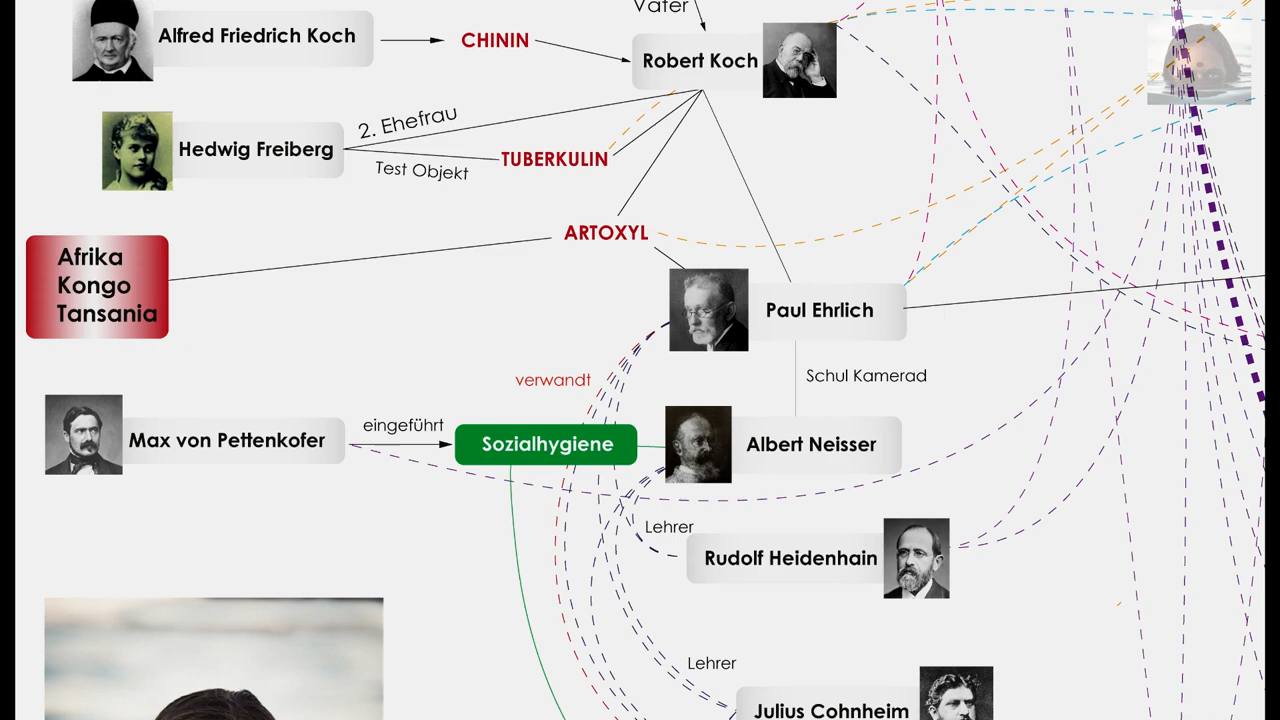 Vater
Alfred Friedrich Koch
CHININ
Robert Koch
2. Ehefrau
Hedwig Freiberg
Test Objekt
TUBERKULIN
ARTOXYL
Afrika
Kongo
Tansania
Paul Ehrlich
verwandt
Schul Kamerad
Max von Pettenkofer
eingeführt
Sozialhygiene
Albert Neisser
Lehrer
Rudolf Heidenhain
Lehrer
Julius Cohnheim